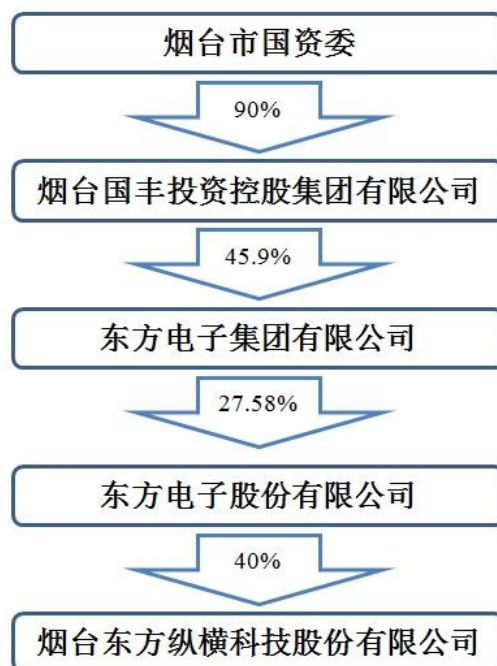 烟台市国资委
90%
烟台国丰投资控股集团有限公司
45.9%
东方电子集团有限公司
27.58%
东方电子股份有限公司
40%
烟台东方纵横科技股份有限公司